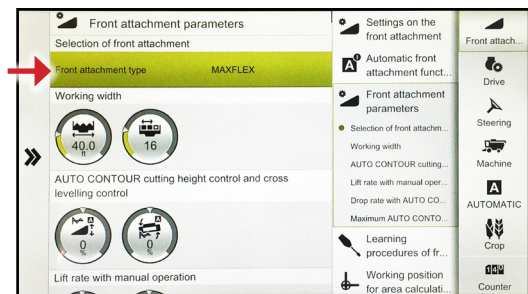 Front attachment parameters
Selection of front attachment
Front attachment type MAXFLEX
Working width
40.0
ft
16
AUTO CONTOUR cutting height control and cross
levelling control
A
0
%
A
0
%
Lift rate with manual operation
Settings on the
front attachment
A
Automatic front
attachment funct...
Front attachment
parameters
Selection of front attachm...
Working width
AUTO CONTOUR cutting...
Lift rate with manual oper...
Drop rate with AUTO CO...
Maximum AUTO CONTO...
Learning
procedures of fr...
Working position
for area calculati...
Front attach...
Drive
Steering
Machine
A
AUTOMATIC
Crop
Counter